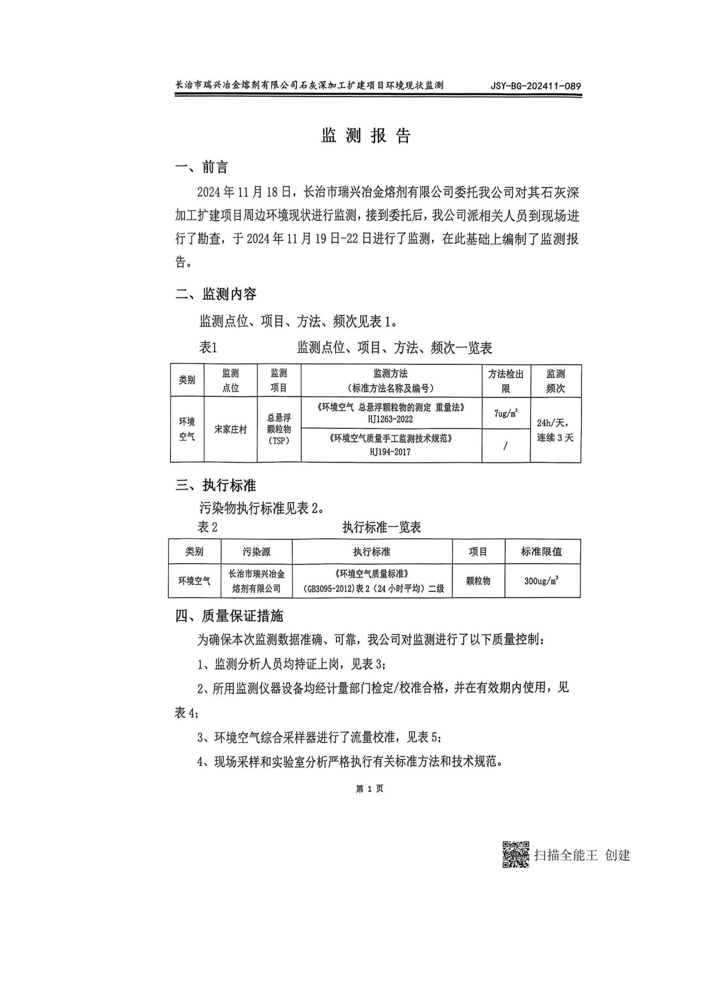 长治市瑞兴冶金熔剂有限公司石灰深加工扩建项目环境现状监测 JSY-BG-202411-089
监 测 报 告
一、前言
2024 年 11 月 18 日，长治市瑞兴冶金熔剂有限公司委托我公司对其石灰深
加工扩建项目周边环境现状进行监测，接到委托后，我公司派相关人员到现场进
行了勘查，于 2024 年 11 月 19 日-22 日进行了监测，在此基础上编制了监测报
告。
二、监测内容
监测点位、项目、方法、频次见表 1。
表1 监测点位、项目、方法、频次一览表
类别 监测点位 监测项目 监测方法（标准方法名称及编号） 方法检出限 监测频次
环境空气 宋家庄村 总悬浮颗粒物（TSP） 《环境空气 总悬浮颗粒物的测定 重量法》HJ1263-2022 7ug/m³ 24h/天，连续 3 天
《环境空气质量手工监测技术规范》HJ194-2017 /
三、执行标准
污染物执行标准见表 2。
表 2 执行标准一览表
类别 污染源 执行标准 项目 标准限值
环境空气 长治市瑞兴冶金熔剂有限公司 《环境空气质量标准》(GB3095-2012)表 2（24 小时平均）二级 颗粒物 300ug/m³
四、质量保证措施
为确保本次监测数据准确、可靠，我公司对监测进行了以下质量控制：
1、监测分析人员均持证上岗，见表 3；
2、所用监测仪器设备均经计量部门检定/校准合格，并在有效期内使用，见
表 4；
3、环境空气综合采样器进行了流量校准，见表 5；
4、现场采样和实验室分析严格执行有关标准方法和技术规范。
第 1 页
扫描全能王 创建